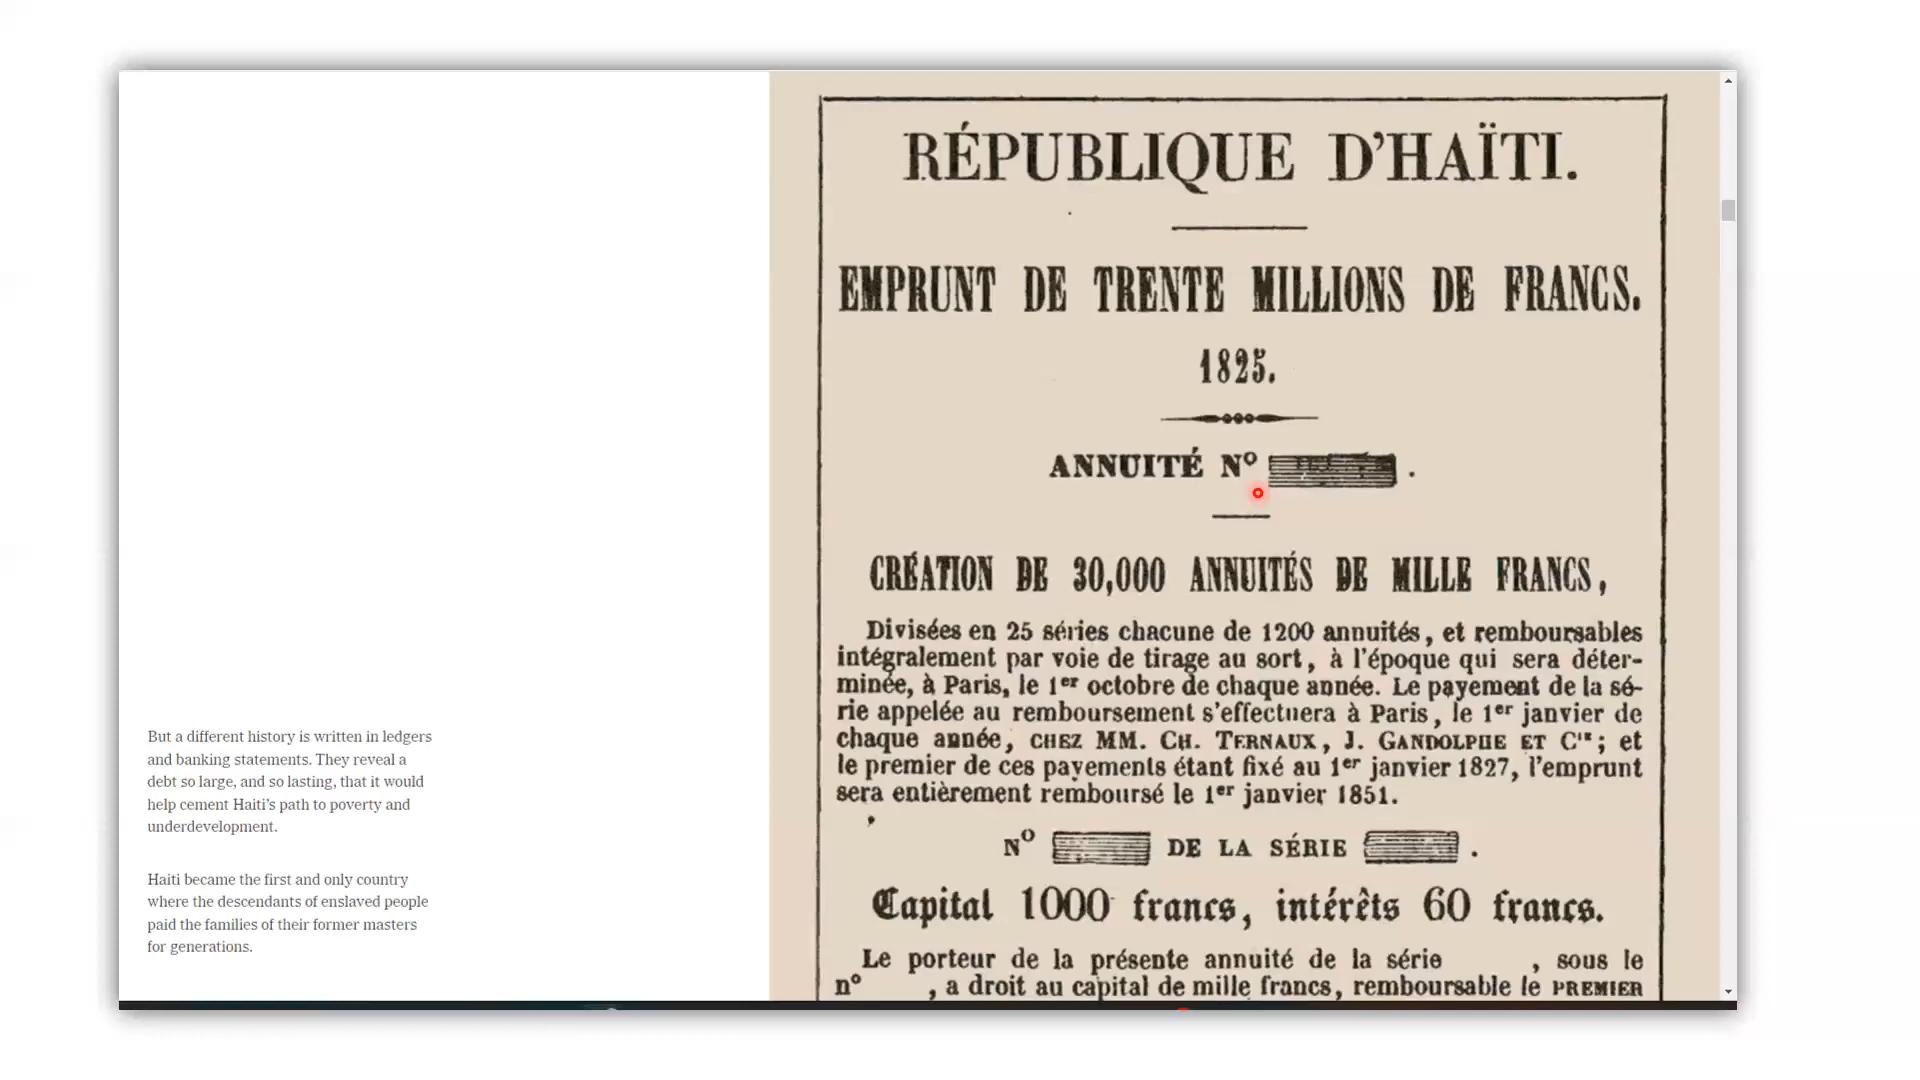 But a different history is written in ledgers
and banking statements. They reveal a
debt so large, and so lasting, that it would
help cement Haiti's path to poverty and
underdevelopment.
Haiti became the first and only country
where the descendants of enslaved people
paid the families of their former masters
for generations.
RÉPUBLIQUE D'HAÏTI.
EMPRUNT DE TRENTE MILLIONS DE FRANCS.
1825.
ANNUITÉ Nº .
CRÉATION DE 30,000 ANNUITÉS DE MILLE FRANCS,
Divisées en 25 séries chacune de 1200 annuités, et remboursables
intégralement par voie de tirage au sort, à l'époque qui sera déter-
minée, à Paris, le 1er octobre de chaque année. Le payement de la sé-
rie appelée au remboursement s'effectuera à Paris, le 1er janvier de
chaque année, CHEZ MM. CH. TERNAUX, J. GANDOLPHE ET Cie; et
le premier de ces payements étant fixé au 1er janvier 1827, l'emprunt
sera entièrement remboursé le 1er janvier 1851.
Nº DE LA SÉRIE .
Capital 1000 francs, intérêts 60 francs.
Le porteur de la présente annuité de la série , sous le
nº , a droit au capital de mille francs, remboursable le PREMIER